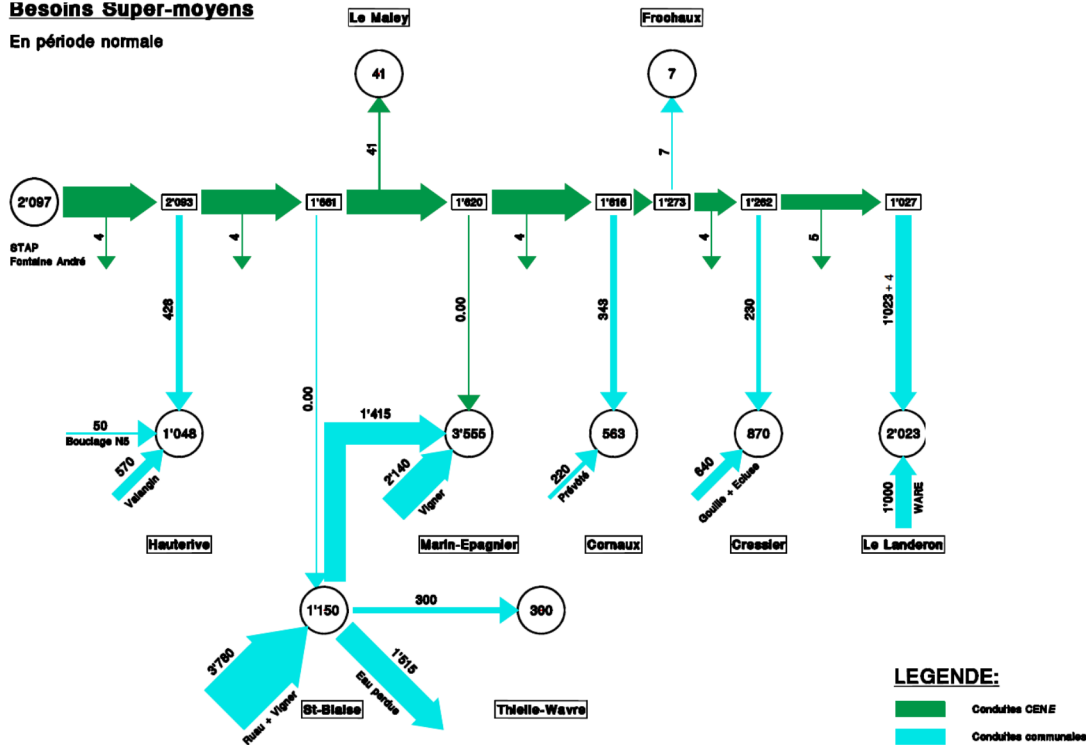 Besoins Super-moyens
En période normale
Le Maley
Frochaux
41
7
41
7
2'097
2'093
1'661
1'620
1'616
1'273
1'262
1'027
STAP
Fontaine André
4
4
4
4
5
428
0.00
0.00
343
230
1'023 + 4
50
Bouclage N5
570
Valangin
1'048
1'415
3'555
2'140
Vigner
563
220
Prévôté
870
640
Gouille + Ecluse
2'023
1'000
WARE
Hauterive
Marin-Epagnier
Cornaux
Cressier
Le Landeron
1'150
300
300
3'780
Ruau + Vigner
1'515
Eau perdue
St-Blaise
Thielle-Wavre
LEGENDE:
Conduites CENE
Conduites communales